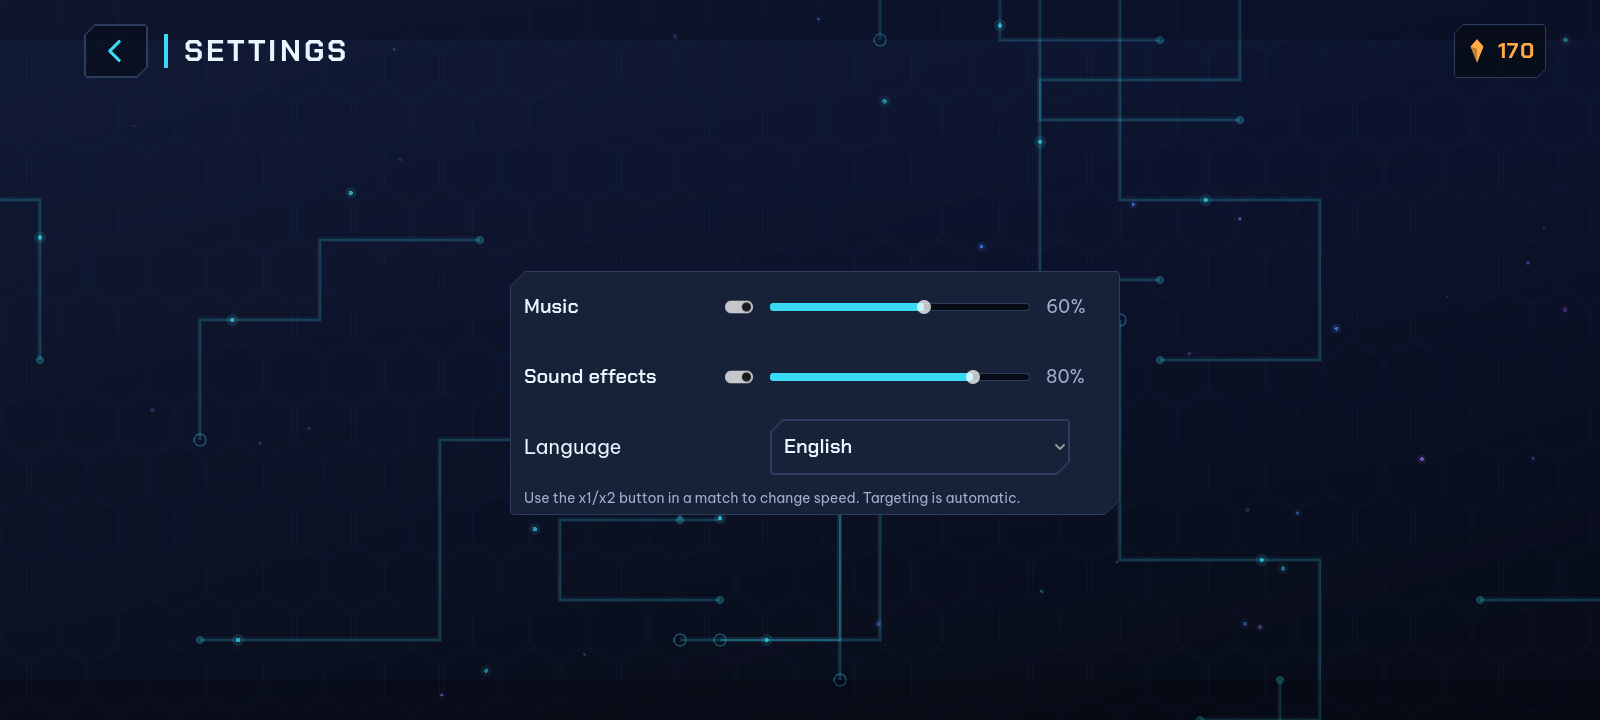 SETTINGS
170
Music
60%
Sound effects
80%
Language
English
Use the x1/x2 button in a match to change speed. Targeting is automatic.